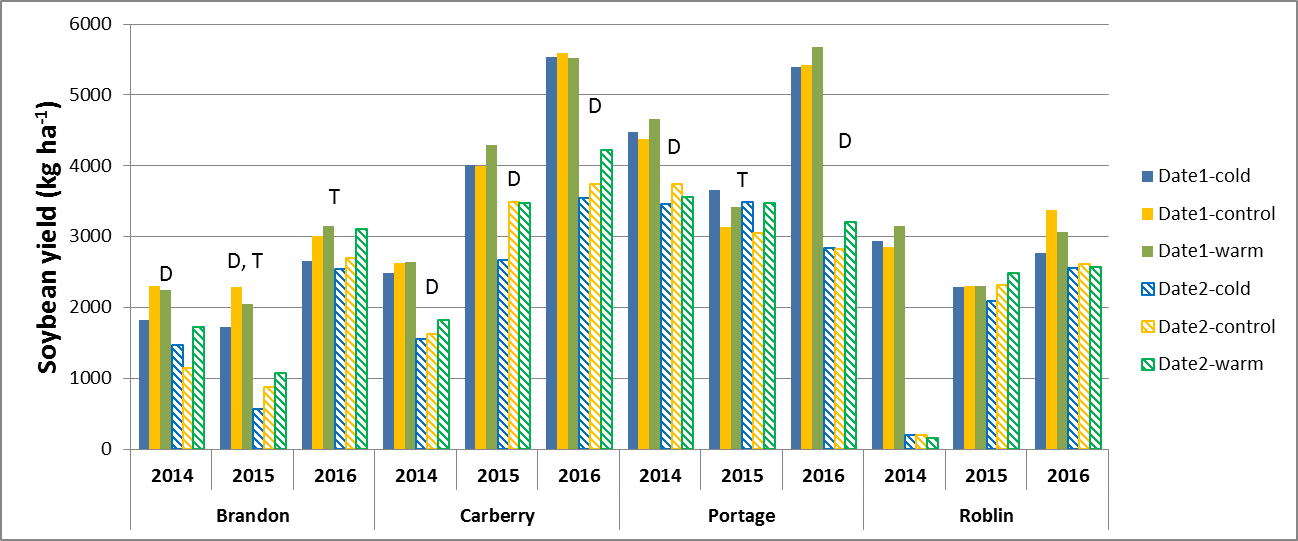 Soybean yield (kg ha-1)
6000
5000
4000
3000
2000
1000
0
D
D, T
T
D
D
D
D
T
D
2014 2015 2016 2014 2015 2016 2014 2015 2016 2014 2015 2016
Brandon Carberry Portage Roblin
Date1-cold
Date1-control
Date1-warm
Date2-cold
Date2-control
Date2-warm